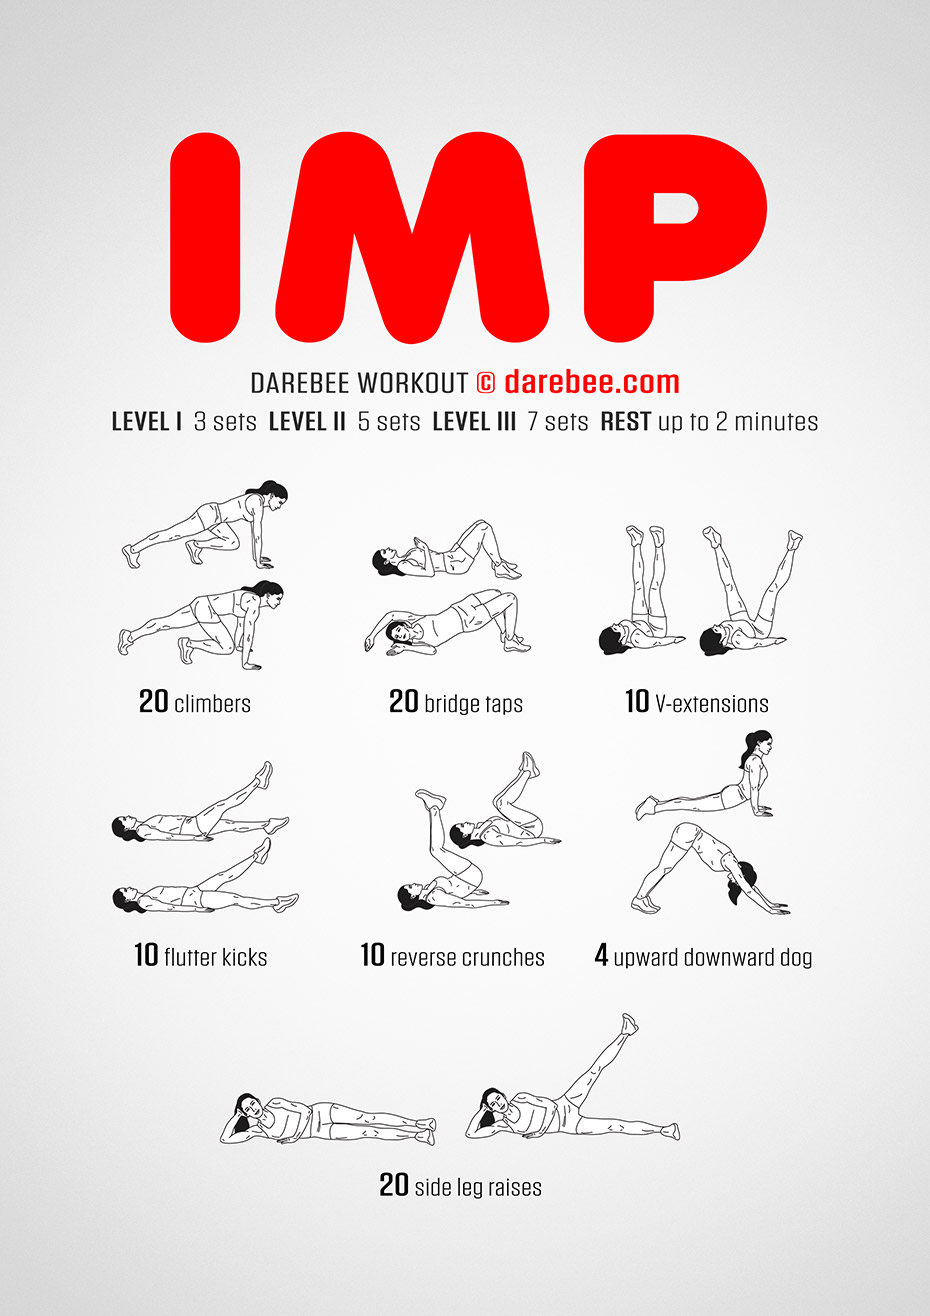 IMP
DAREBEE WORKOUT © darebee.com
LEVEL I 3 sets LEVEL II 5 sets LEVEL III 7 sets REST up to 2 minutes
20 climbers
20 bridge taps
10 V-extensions
10 flutter kicks
10 reverse crunches
4 upward downward dog
20 side leg raises